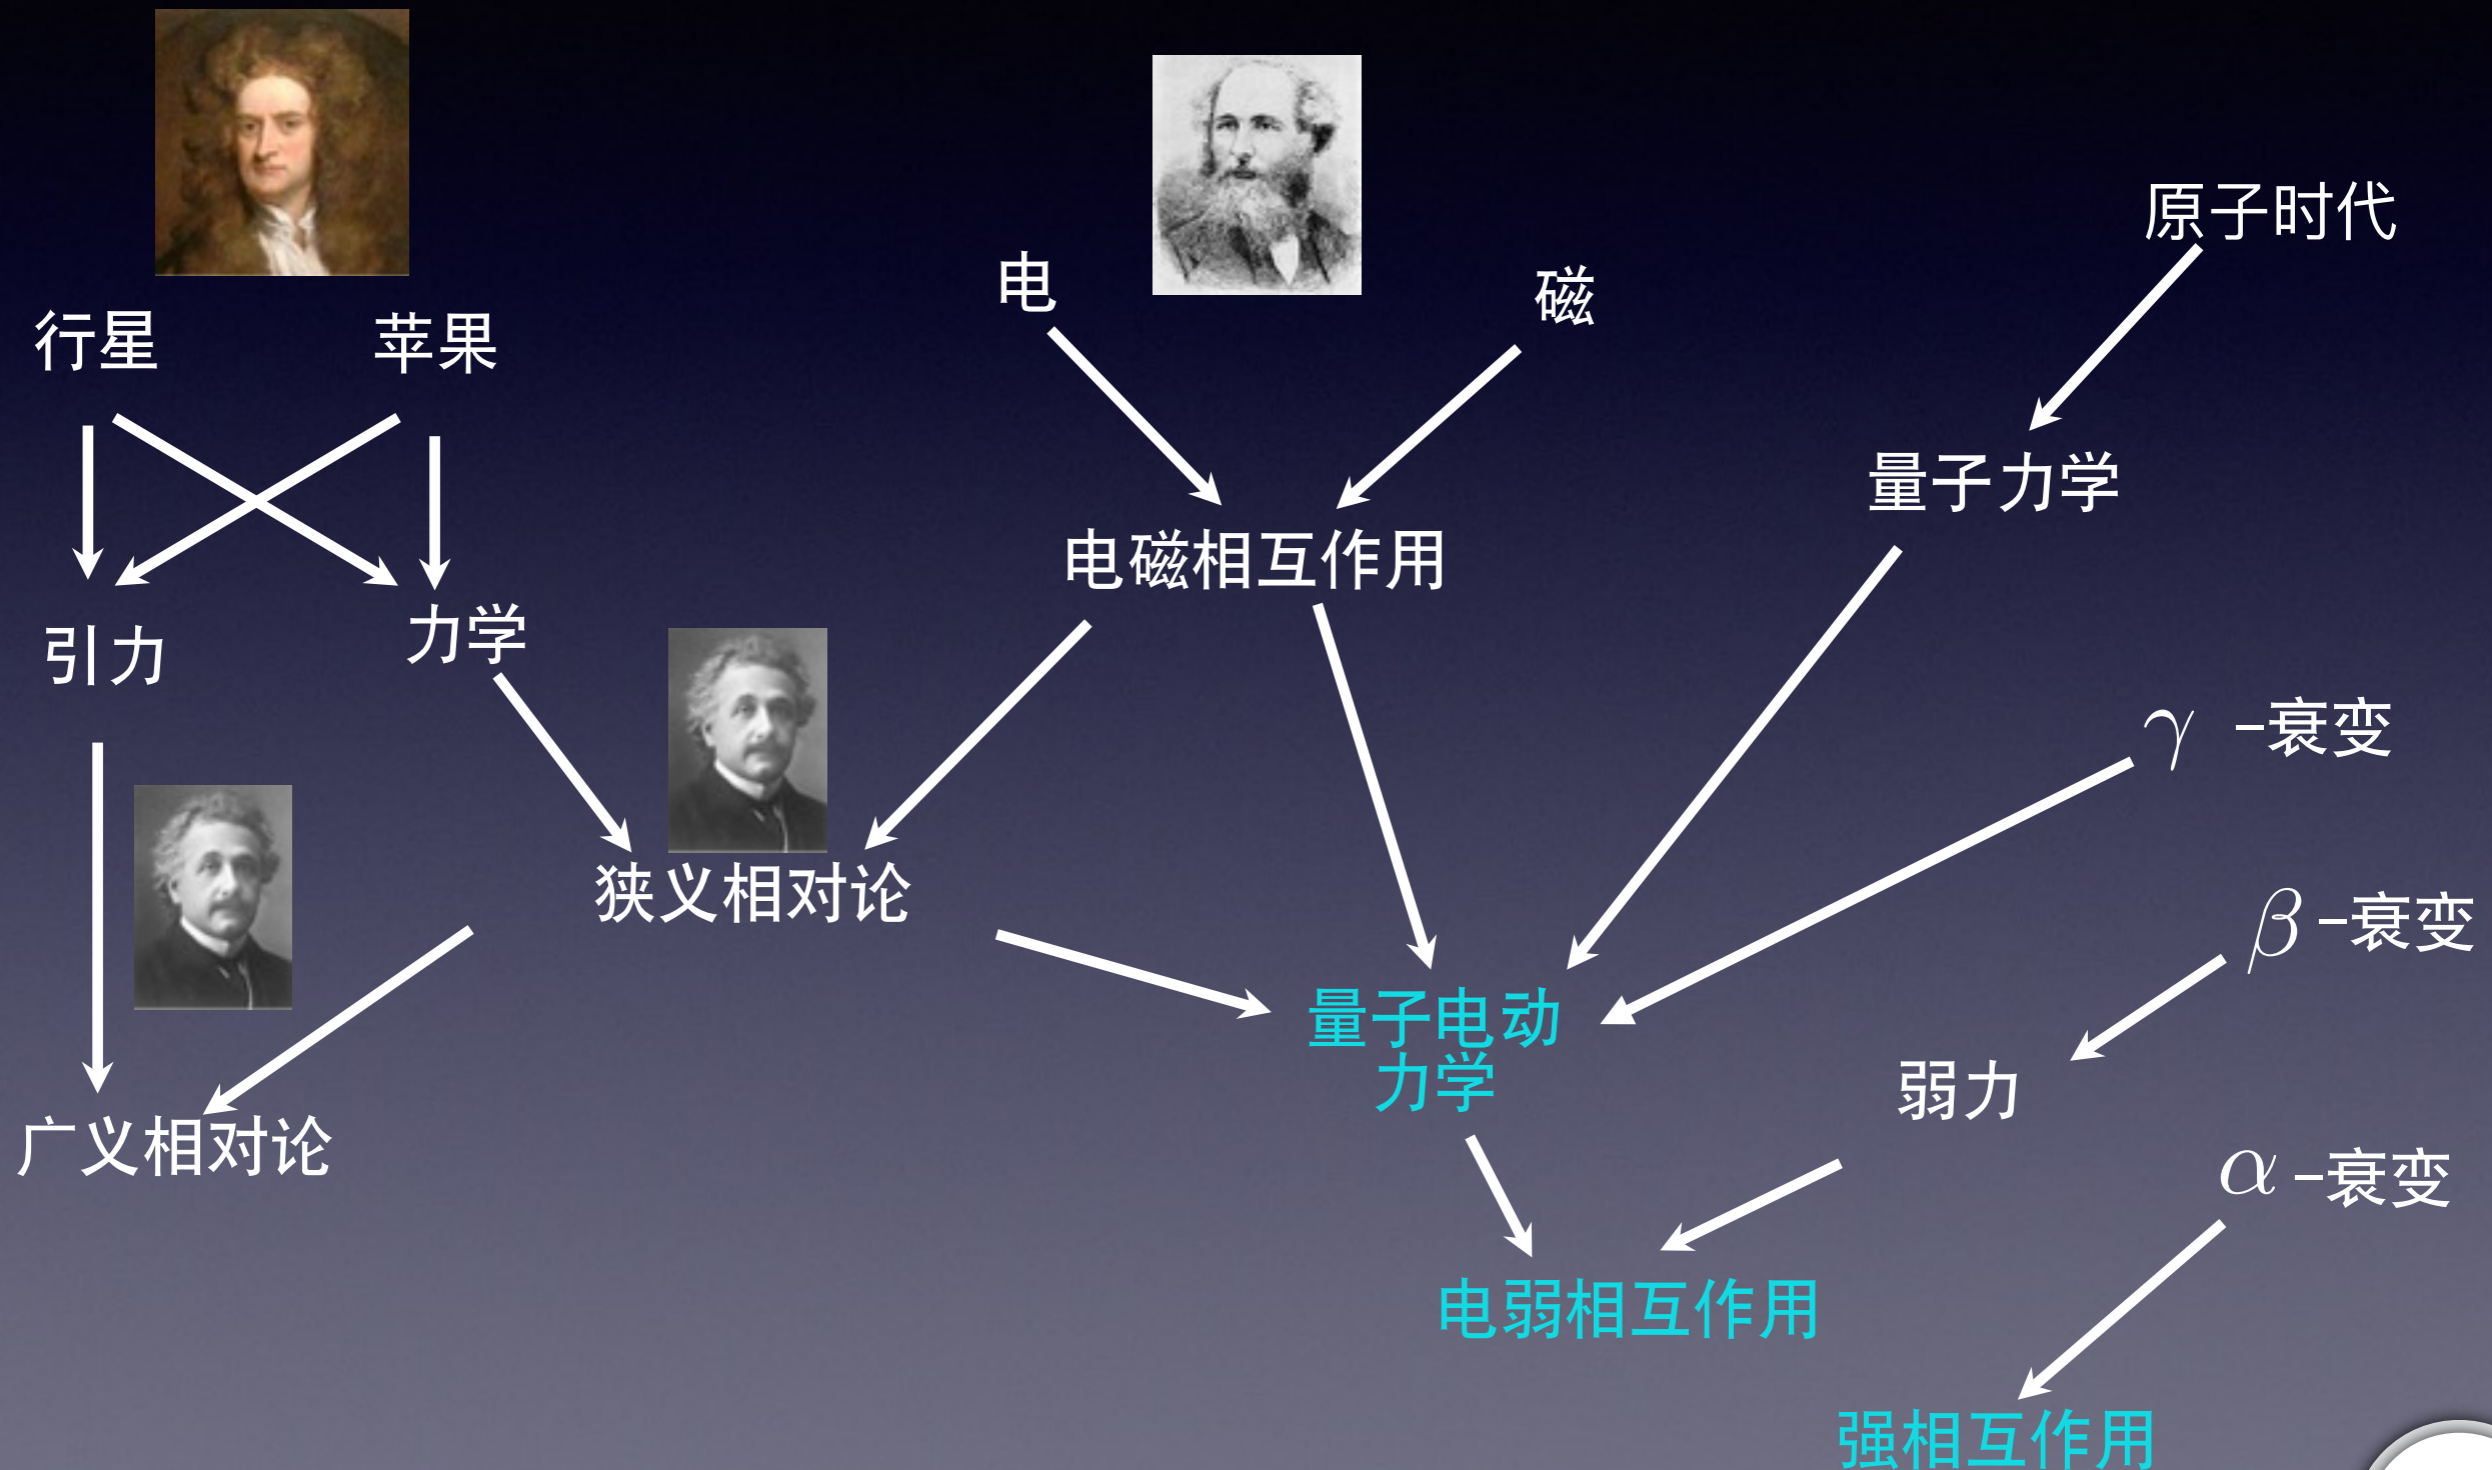 原子时代
电
磁
行星
苹果
量子力学
电磁相互作用
引力
力学
γ -衰变
狭义相对论
β -衰变
量子电动
力学
弱力
广义相对论
α -衰变
电弱相互作用
强相互作用